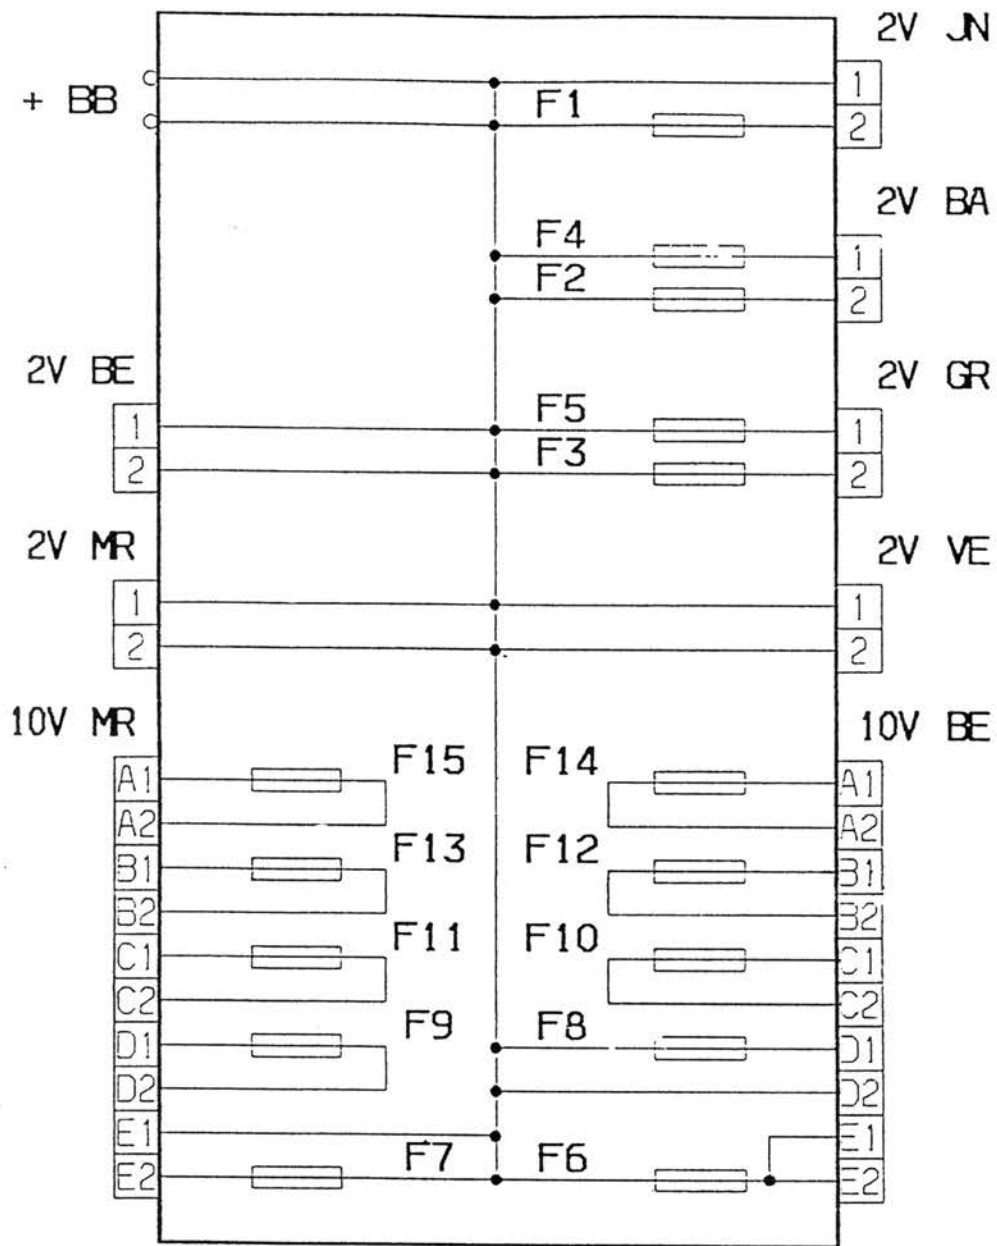 2V JN
+ BB
1
F1
2
2V BA
F4
1
F2
2
2V BE
2V GR
1
F5
1
2
F3
2
2V MR
2V VE
1
1
2
2
10V MR
10V BE
A1
F15
F14
A1
A2
A2
B1
F13
F12
B1
B2
B2
C1
F11
F10
C1
C2
C2
D1
F9
F8
D1
D2
D2
E1
E1
E2
F7
F6
E2